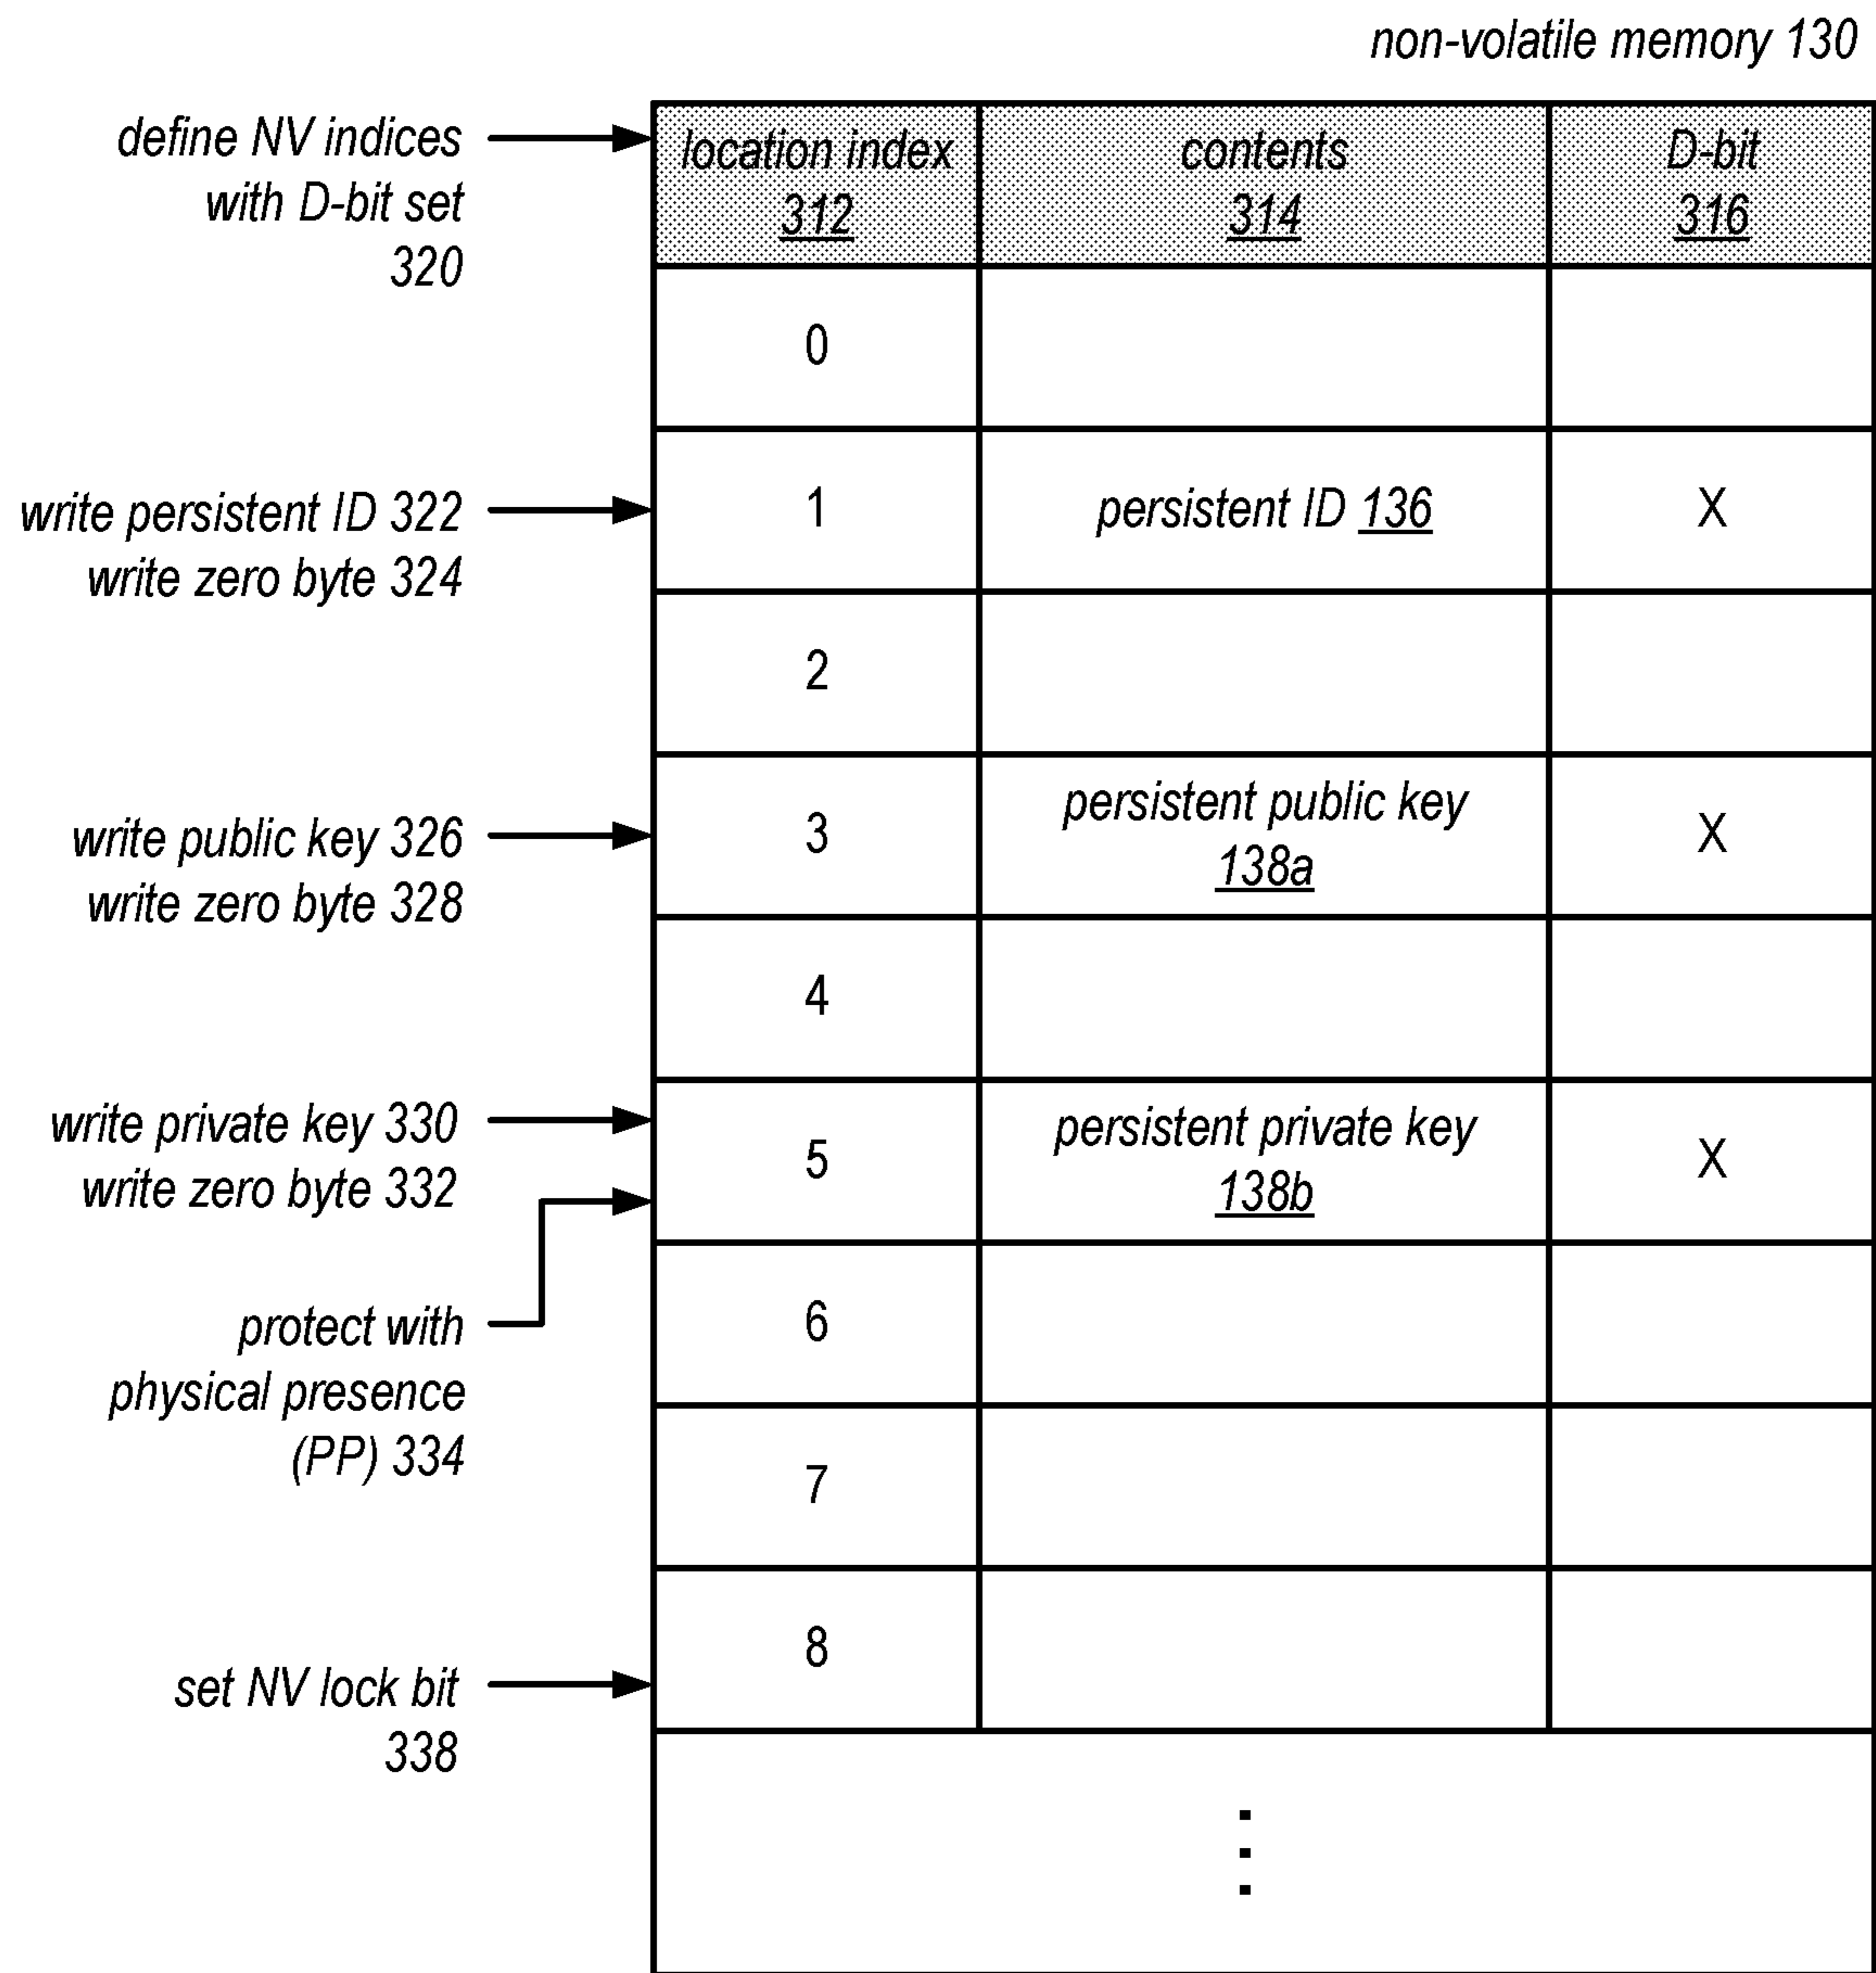 non-volatile memory 130
define NV indices
with D-bit set
320
location index
312
contents
314
D-bit
316
0
write persistent ID 322
write zero byte 324
1
persistent ID 136
X
2
write public key 326
write zero byte 328
3
persistent public key
138a
X
4
write private key 330
write zero byte 332
5
persistent private key
138b
X
protect with
physical presence
(PP) 334
6
7
8
set NV lock bit
338